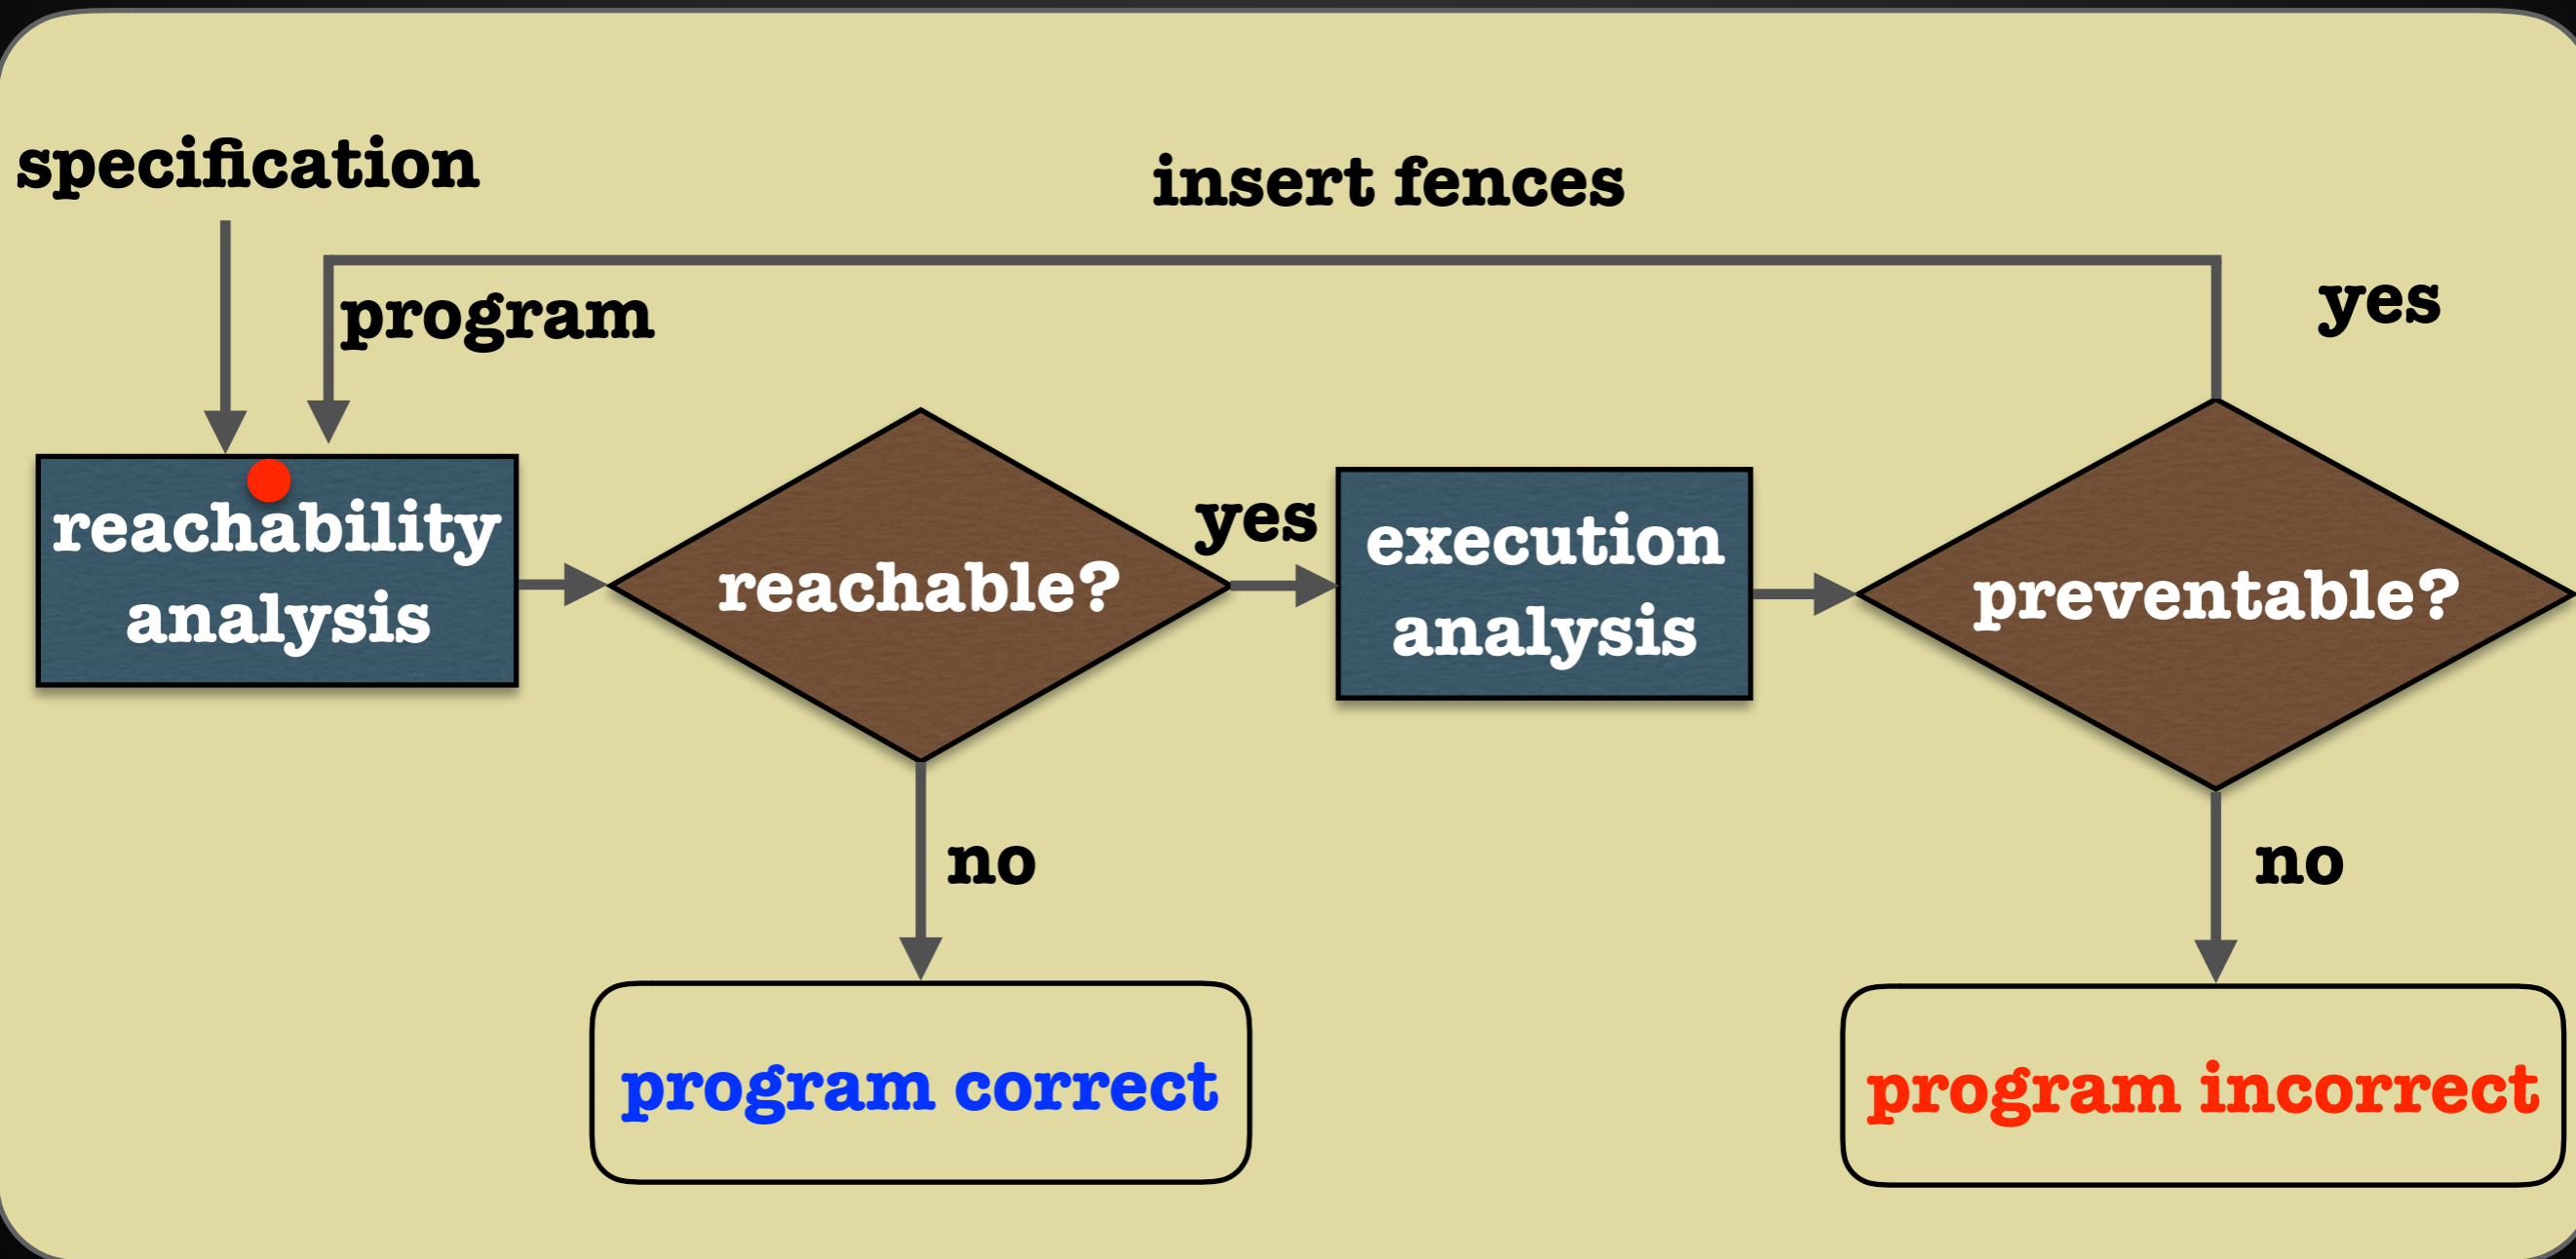 specification
insert fences
program
yes
reachability
analysis
reachable?
yes
execution
analysis
preventable?
no
no
program correct
program incorrect